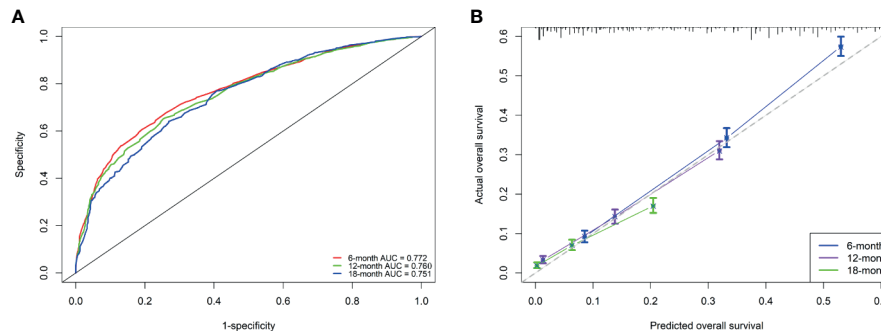 A
1.0
0.8
0.6
0.4
0.2
0.0
Specificity
6-month AUC = 0.772
12-month AUC = 0.760
18-month AUC = 0.751
0.0 0.2 0.4 0.6 0.8 1.0
1-specificity
B
0.6
0.5
0.4
0.3
0.2
0.1
0.0
Actual overall survival
6-month
12-mon
18-mon
0.0 0.1 0.2 0.3 0.4 0.5
Predicted overall survival